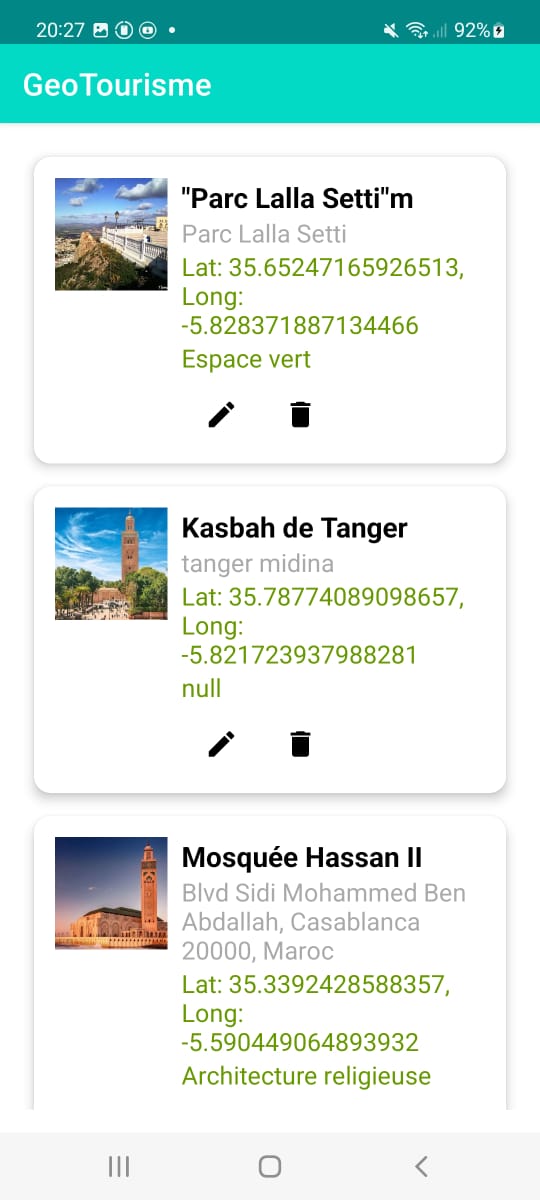 20:27
92%
GeoTourisme
"Parc Lalla Setti"m
Parc Lalla Setti
Lat: 35.65247165926513,
Long:
-5.828371887134466
Espace vert
Kasbah de Tanger
tanger midina
Lat: 35.78774089098657,
Long:
-5.821723937988281
null
Mosquée Hassan II
Blvd Sidi Mohammed Ben
Abdallah, Casablanca
20000, Maroc
Lat: 35.3392428588357,
Long:
-5.590449064893932
Architecture religieuse